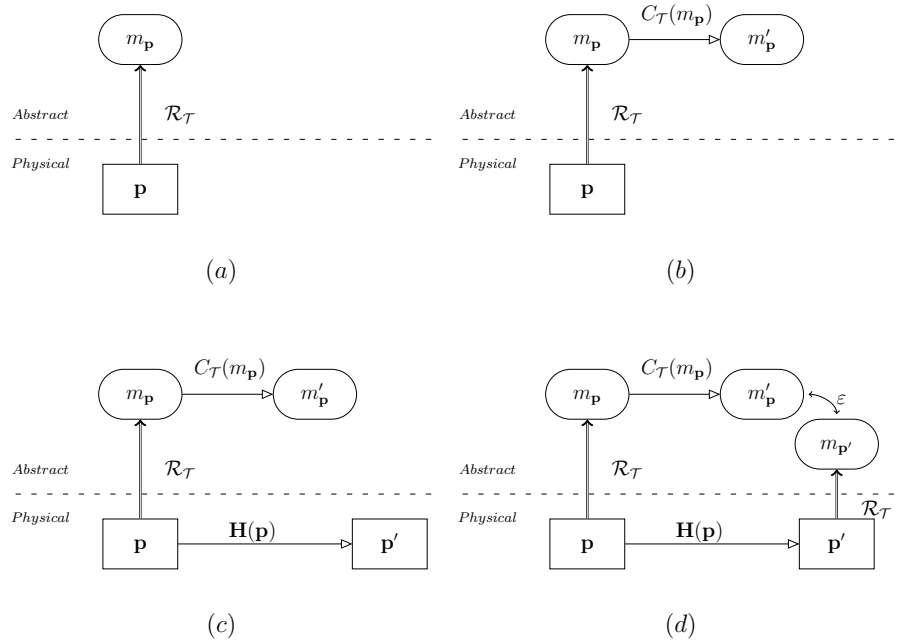 m_𝐩
ℛ_𝒯
Abstract
Physical
𝐩
(a)
C_𝒯(m_𝐩)
m_𝐩
m′_𝐩
ℛ_𝒯
Abstract
Physical
𝐩
(b)
C_𝒯(m_𝐩)
m_𝐩
m′_𝐩
ℛ_𝒯
Abstract
Physical
𝐇(𝐩)
𝐩
𝐩′
(c)
C_𝒯(m_𝐩)
m_𝐩
m′_𝐩
ε
m_𝐩′
ℛ_𝒯
Abstract
Physical
ℛ_𝒯
𝐇(𝐩)
𝐩
𝐩′
(d)